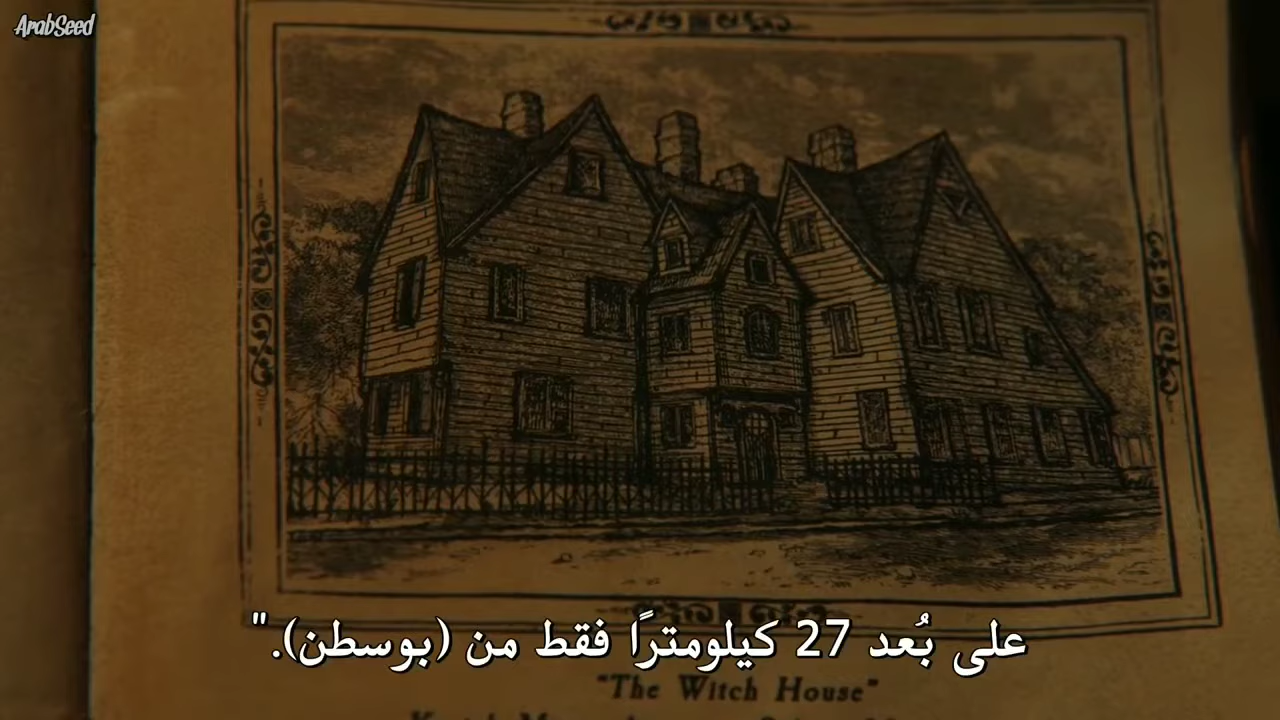 ArabSeed
على بُعد 27 كيلومترًا فقط من (بوسطن)."
"The Witch House"